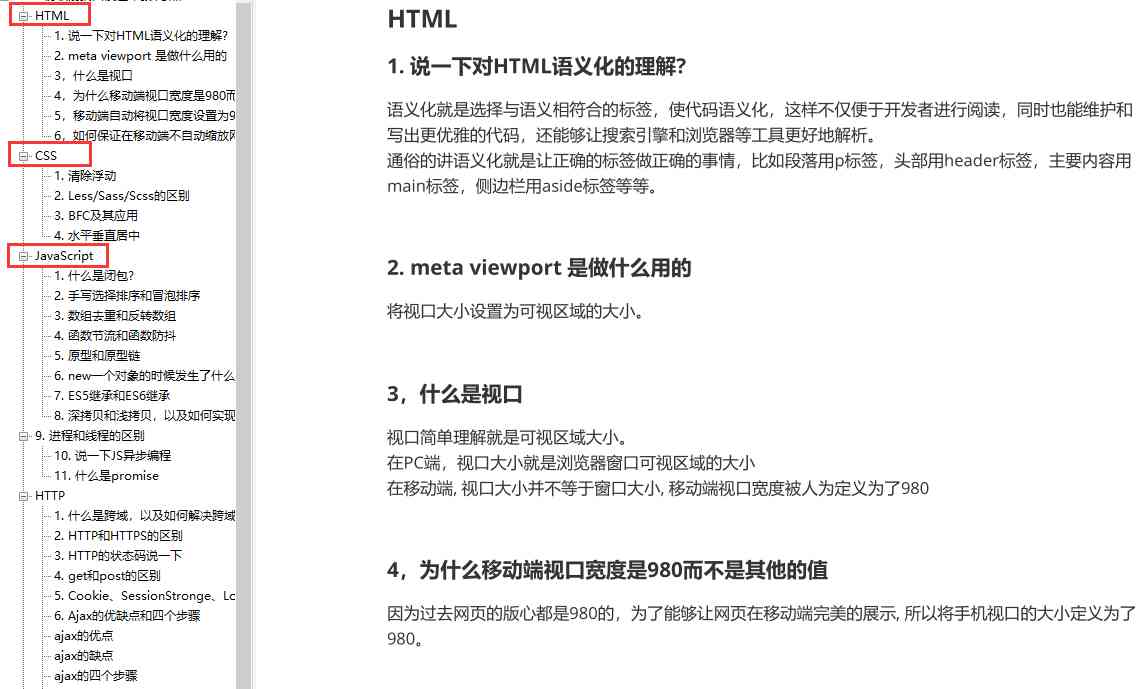 HTML
1. 说一下对HTML语义化的理解?
2. meta viewport 是做什么用的
3，什么是视口
4，为什么移动端视口宽度是980而
5，移动端自动将视口宽度设置为9
6，如何保证在移动端不自动缩放网
CSS
1. 清除浮动
2. Less/Sass/Scss的区别
3. BFC及其应用
4. 水平垂直居中
JavaScript
1. 什么是闭包?
2. 手写选择排序和冒泡排序
3. 数组去重和反转数组
4. 函数节流和函数防抖
5. 原型和原型链
6. new一个对象的时候发生了什么
7. ES5继承和ES6继承
8. 深拷贝和浅拷贝，以及如何实现
9. 进程和线程的区别
10. 说一下JS异步编程
11. 什么是promise
HTTP
1. 什么是跨域，以及如何解决跨域
2. HTTP和HTTPS的区别
3. HTTP的状态码说一下
4. get和post的区别
5. Cookie、SessionStronge、Lo
6. Ajax的优缺点和四个步骤
ajax的优点
ajax的缺点
ajax的四个步骤
HTML
1. 说一下对HTML语义化的理解?
语义化就是选择与语义相符合的标签，使代码语义化，这样不仅便于开发者进行阅读，同时也能维护和
写出更优雅的代码，还能够让搜索引擎和浏览器等工具更好地解析。
通俗的讲语义化就是让正确的标签做正确的事情，比如段落用p标签，头部用header标签，主要内容用
main标签，侧边栏用aside标签等等。
2. meta viewport 是做什么用的
将视口大小设置为可视区域的大小。
3，什么是视口
视口简单理解就是可视区域大小。
在PC端，视口大小就是浏览器窗口可视区域的大小
在移动端, 视口大小并不等于窗口大小, 移动端视口宽度被人为定义为了980
4，为什么移动端视口宽度是980而不是其他的值
因为过去网页的版心都是980的，为了能够让网页在移动端完美的展示, 所以将手机视口的大小定义为了
980。